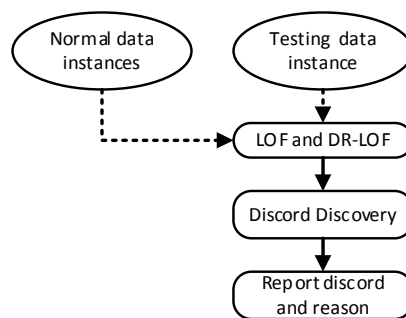 Normal data
instances
Testing data
instance
LOF and DR-LOF
Discord Discovery
Report discord
and reason